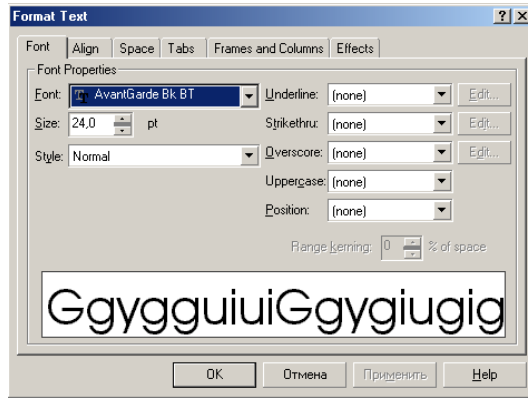 Format Text
Font Align Space Tabs Frames and Columns Effects
Font Properties
Font: AvantGarde Bk BT Underline: (none) Edit...
Size: 24,0 pt Strikethru: (none) Edit...
Style: Normal Overscore: (none) Edit...
Uppercase: (none)
Position: (none)
Range kerning: 0 % of space
GgygguiuiGgygiugig
OK Отмена Применить Help